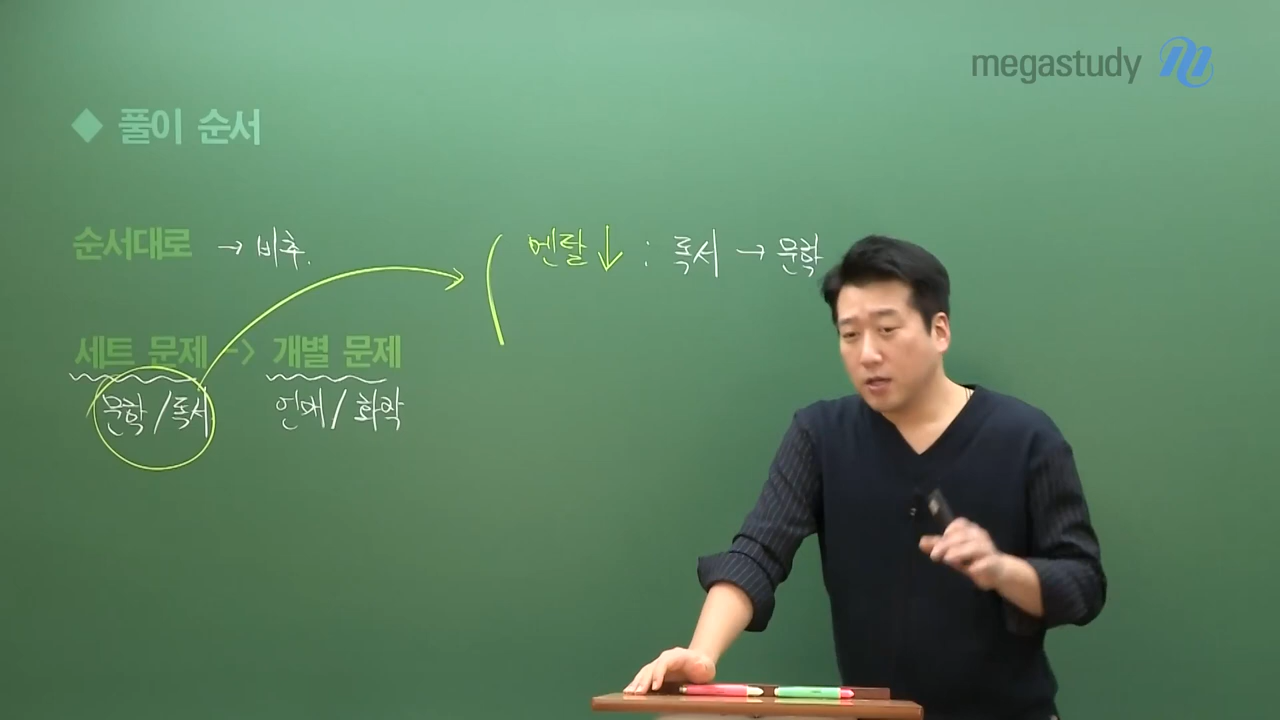 megastudy
◆ 풀이 순서
순서대로 → 비추.
멘탈↓ : 독서 → 문학
세트 문제 -> 개별 문제
문학/독서 언매/화작